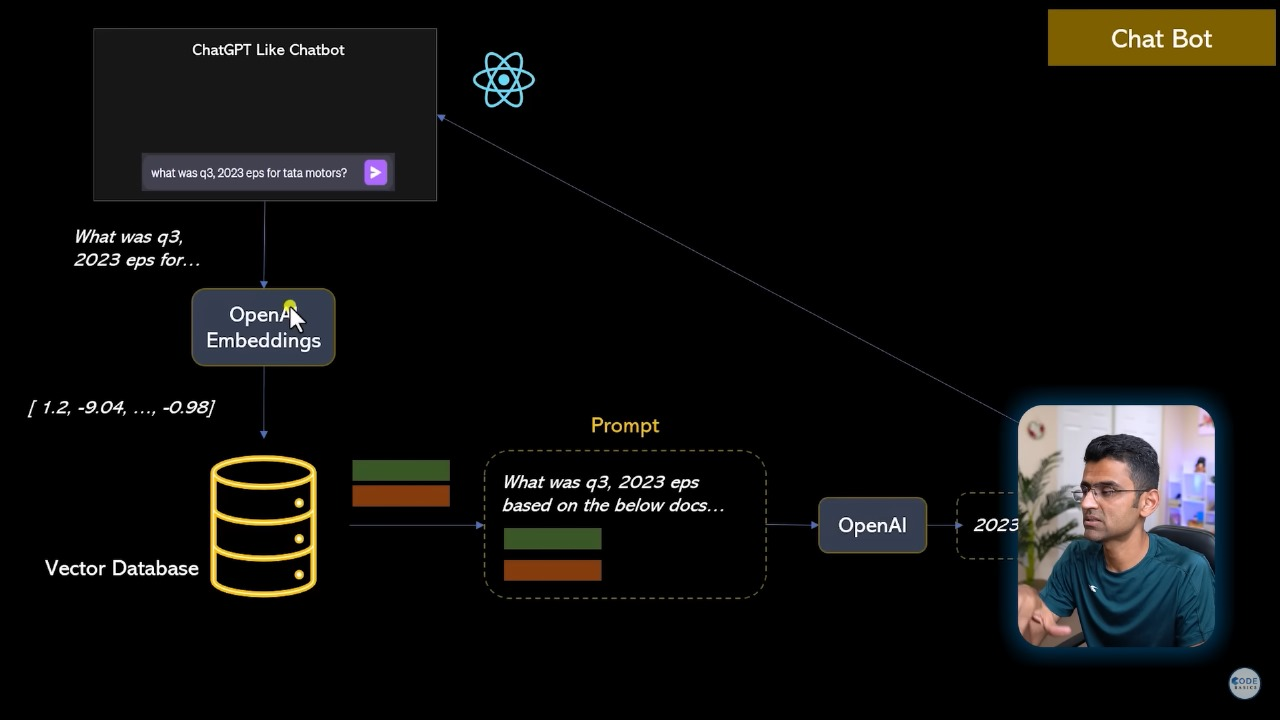 ChatGPT Like Chatbot
Chat Bot
what was q3, 2023 eps for tata motors?
What was q3,
2023 eps for...
OpenAI
Embeddings
[ 1.2, -9.04, ..., -0.98]
Prompt
What was q3, 2023 eps
based on the below docs...
OpenAI
2023
Vector Database
CODE
BASICS